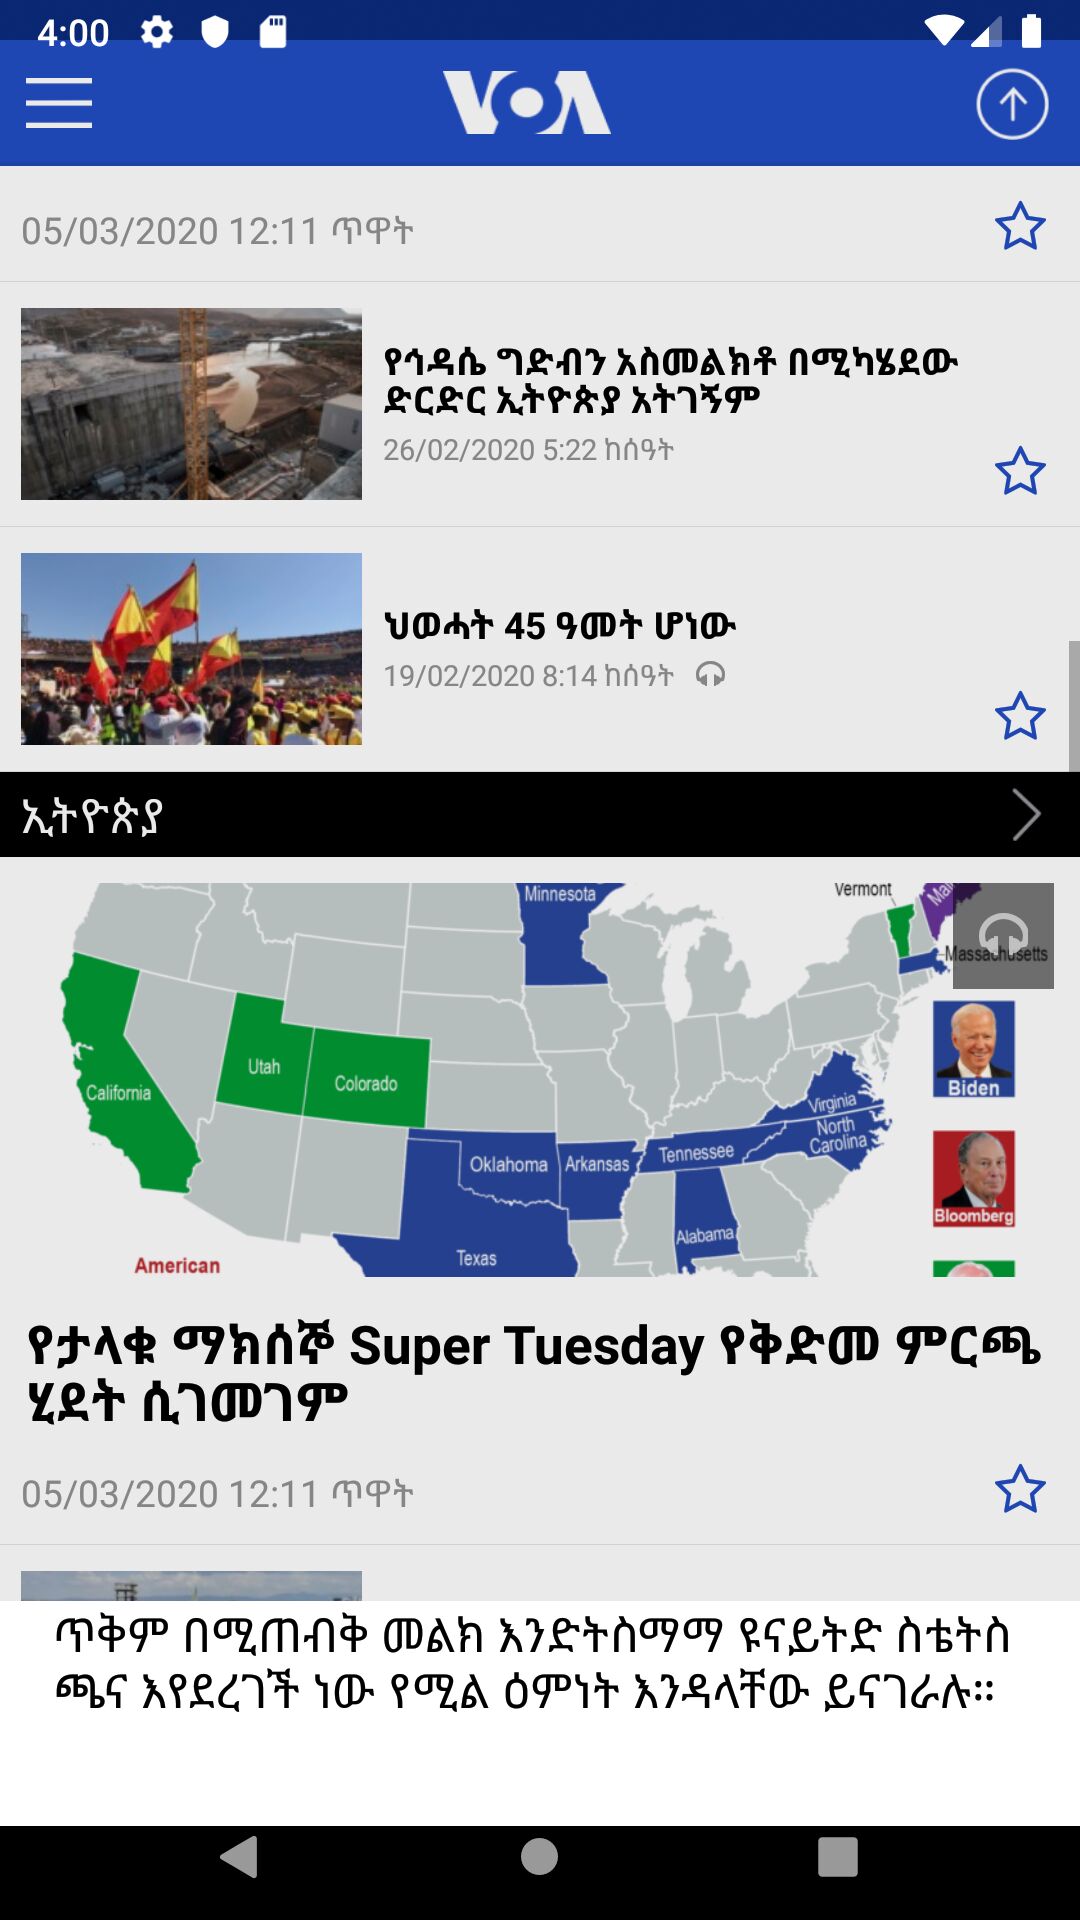 4:00
VOA
05/03/2020 12:11 ጥዋት
የኅዳሴ ግድብን አስመልክቶ በሚካሄደው
ድርድር ኢትዮጵያ አትገኝም
26/02/2020 5:22 ከሰዓት
ህወሓት 45 ዓመት ሆነው
19/02/2020 8:14 ከሰዓት
ኢትዮጵያ
Minnesota
Vermont
Massachusetts
Utah
Colorado
California
Biden
Virginia
North
Carolina
Tennessee
Oklahoma
Arkansas
Bloomberg
Alabama
Texas
American
የታላቁ ማክሰኞ Super Tuesday የቅድመ ምርጫ
ሂደት ሲገመገም
05/03/2020 12:11 ጥዋት
ጥቅም በሚጠብቅ መልክ እንድትስማማ ዩናይትድ ስቴትስ
ጫና እየደረገች ነው የሚል ዕምነት እንዳላቸው ይናገራሉ።